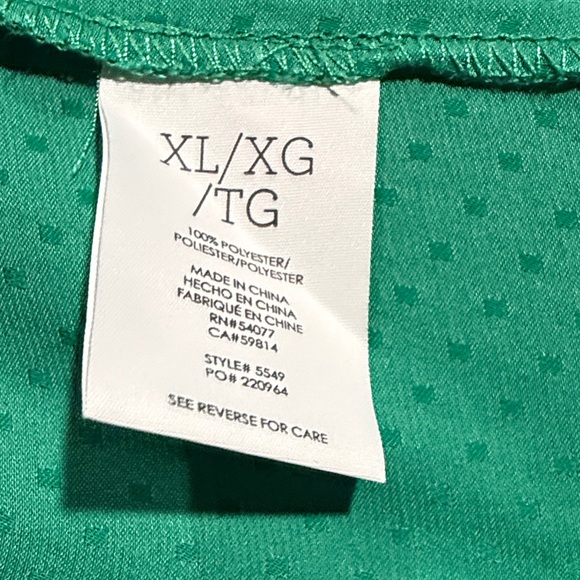 XL/XG
/TG
100% POLYESTER/
POLIESTER/POLYESTER
MADE IN CHINA
HECHO EN CHINA
FABRIQUÉ EN CHINE
RN#54077
CA#59814
STYLE# 5549
PO# 220964
SEE REVERSE FOR CARE